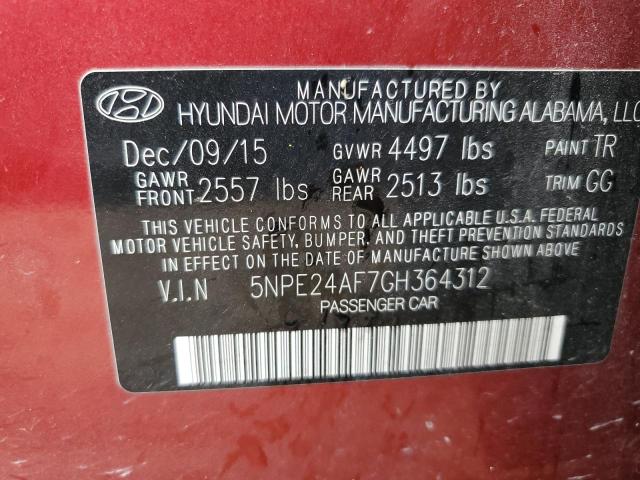 MANUFACTURED BY
HYUNDAI MOTOR MANUFACTURING ALABAMA, LLC
Dec/09/15 GVWR 4497 lbs PAINT TR
GAWR FRONT 2557 lbs GAWR REAR 2513 lbs TRIM GG
THIS VEHICLE CONFORMS TO ALL APPLICABLE U.S.A. FEDERAL
MOTOR VEHICLE SAFETY, BUMPER, AND THEFT PREVENTION STANDARDS
IN EFFECT ON THE DATE OF MANUFACTURE SHOWN ABOVE
V.I.N 5NPE24AF7GH364312
PASSENGER CAR